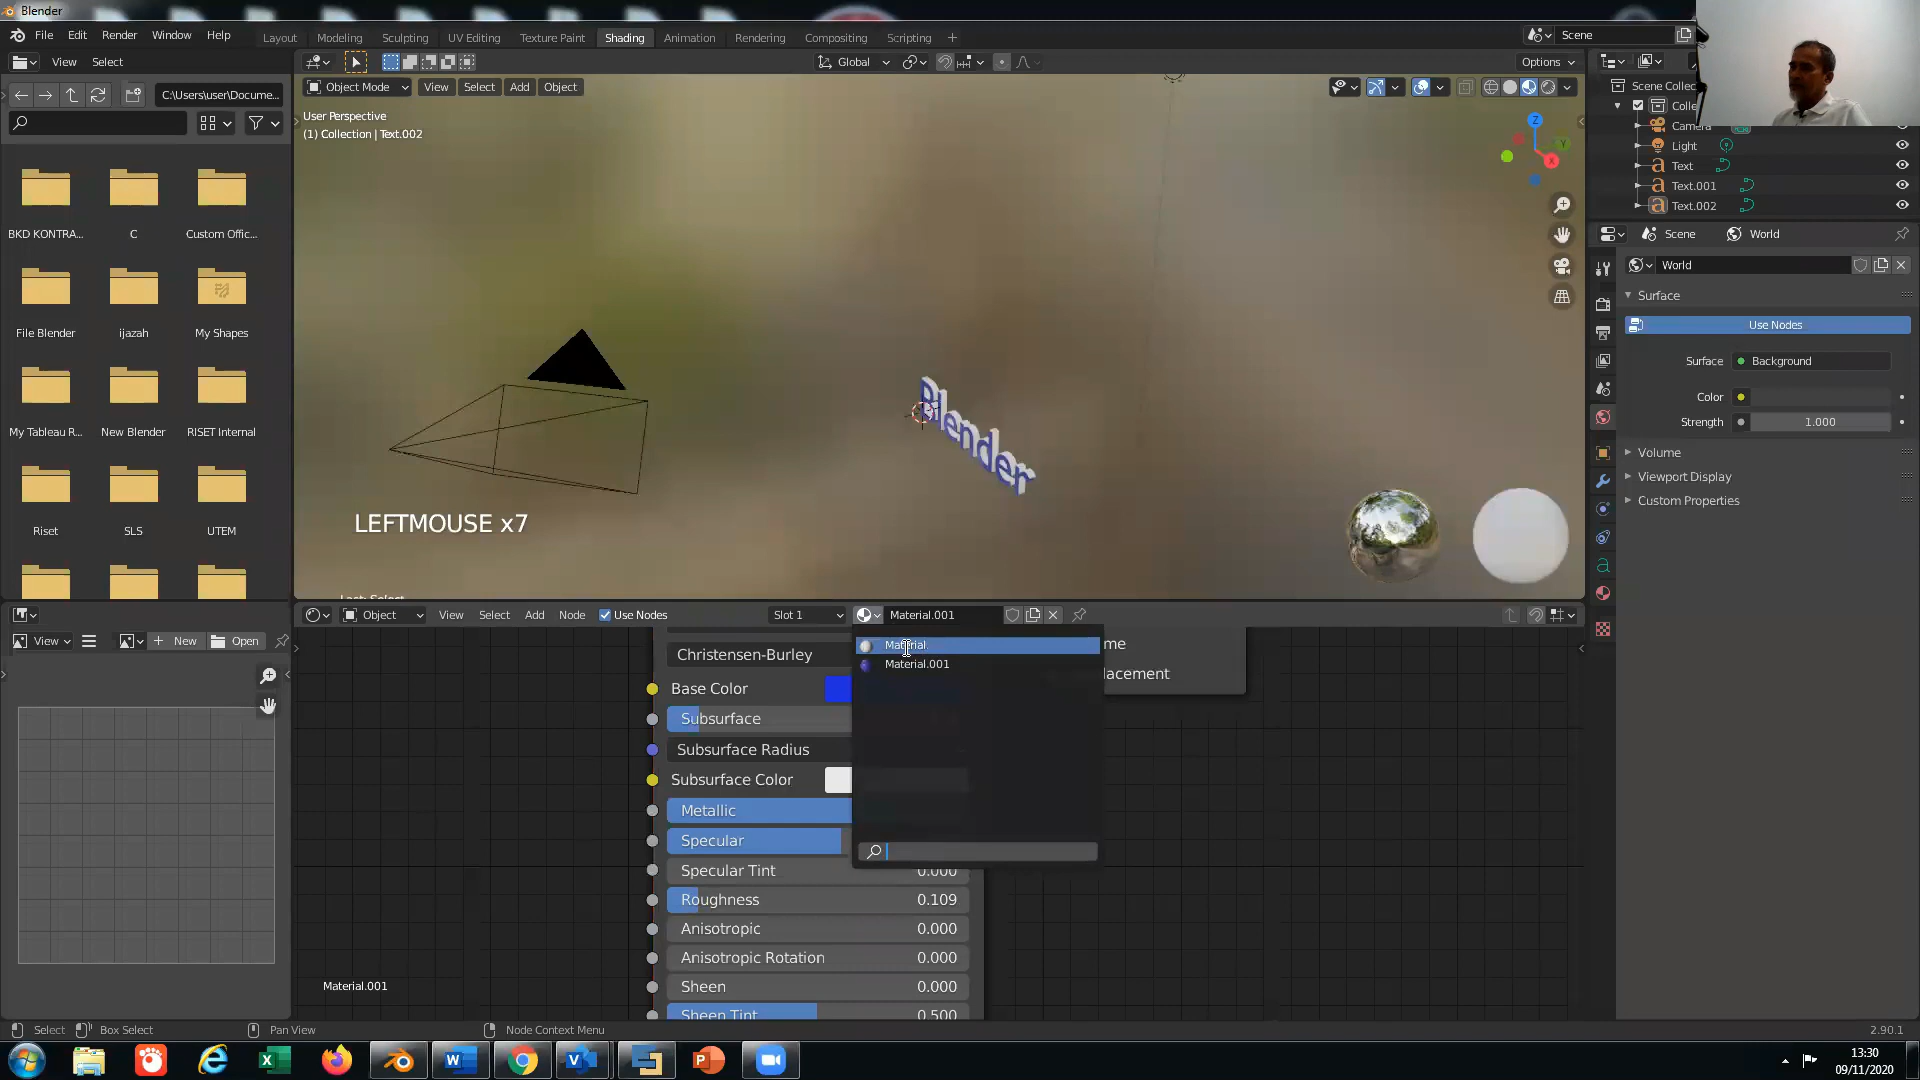 Blender
File Edit Render Window Help
Layout Modeling Sculpting UV Editing Texture Paint Shading Animation Rendering Compositing Scripting
Scene
View Select
Global
Options
C:\Users\user\Docume...
Object Mode View Select Add Object
User Perspective
(1) Collection | Text.002
Scene Collec
Colle
Camera
Light
Text
Text.001
Text.002
Z
Y
X
BKD KONTRA... C Custom Offic...
File Blender ijazah My Shapes
My Tableau R... New Blender RISET Internal
Riset SLS UTEM
Scene World
World
Surface
Use Nodes
Surface Background
Color
Strength 1.000
Volume
Viewport Display
Custom Properties
Blender
LEFTMOUSE x7
Last: Select
Object View Select Add Node Use Nodes Slot 1 Material.001
View New Open
Material
Material.001
me
lacement
Christensen-Burley
Base Color
Subsurface
Subsurface Radius
Subsurface Color
Metallic
Specular
Specular Tint 0.000
Roughness 0.109
Anisotropic 0.000
Anisotropic Rotation 0.000
Sheen 0.000
Sheen Tint 0.500
Material.001
Select Box Select Pan View Node Context Menu 2.90.1
13:30
09/11/2020